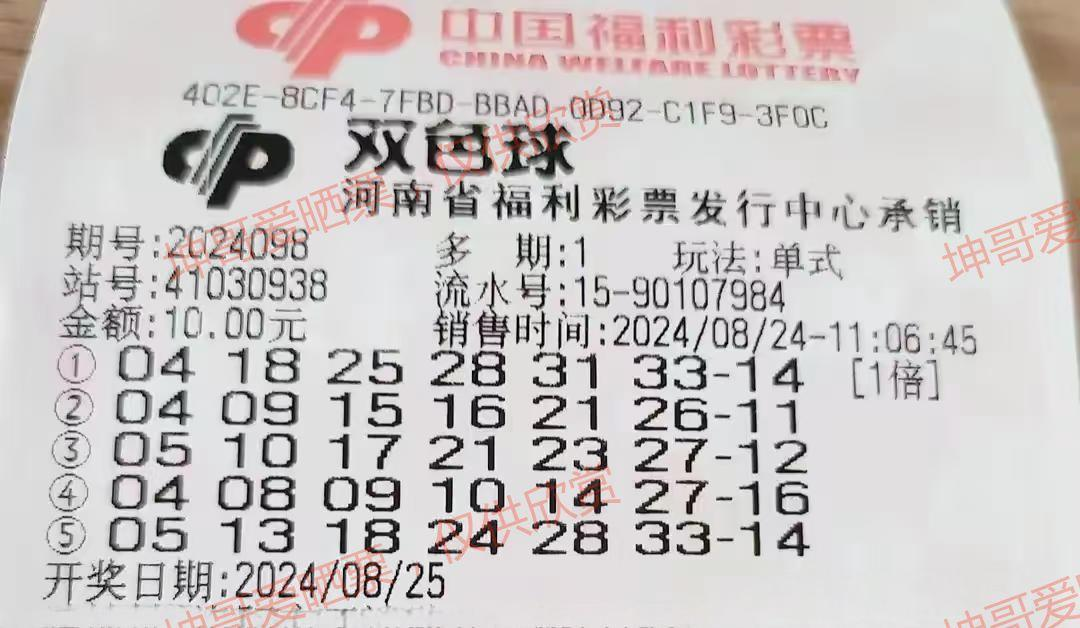 中国福利彩票
CHINA WELFARE LOTTERY
402E-8CF4-7FBD-BBAD-0D92-C1F9-3F0C
双色球
河南省福利彩票发行中心承销
期号:2024098 多 期:1 玩法:单式
站号:41030938 流水号:15-90107984
金额:10.00元 销售时间:2024/08/24-11:06:45
① 04 18 25 28 31 33-14 [1倍]
② 04 09 15 16 21 26-11
③ 05 10 17 21 23 27-12
④ 04 08 09 10 14 27-16
⑤ 05 13 18 24 28 33-14
开奖日期:2024/08/25
坤哥爱晒票 仅供欣赏
坤哥爱
坤哥爱晒票 仅供欣赏
坤哥爱